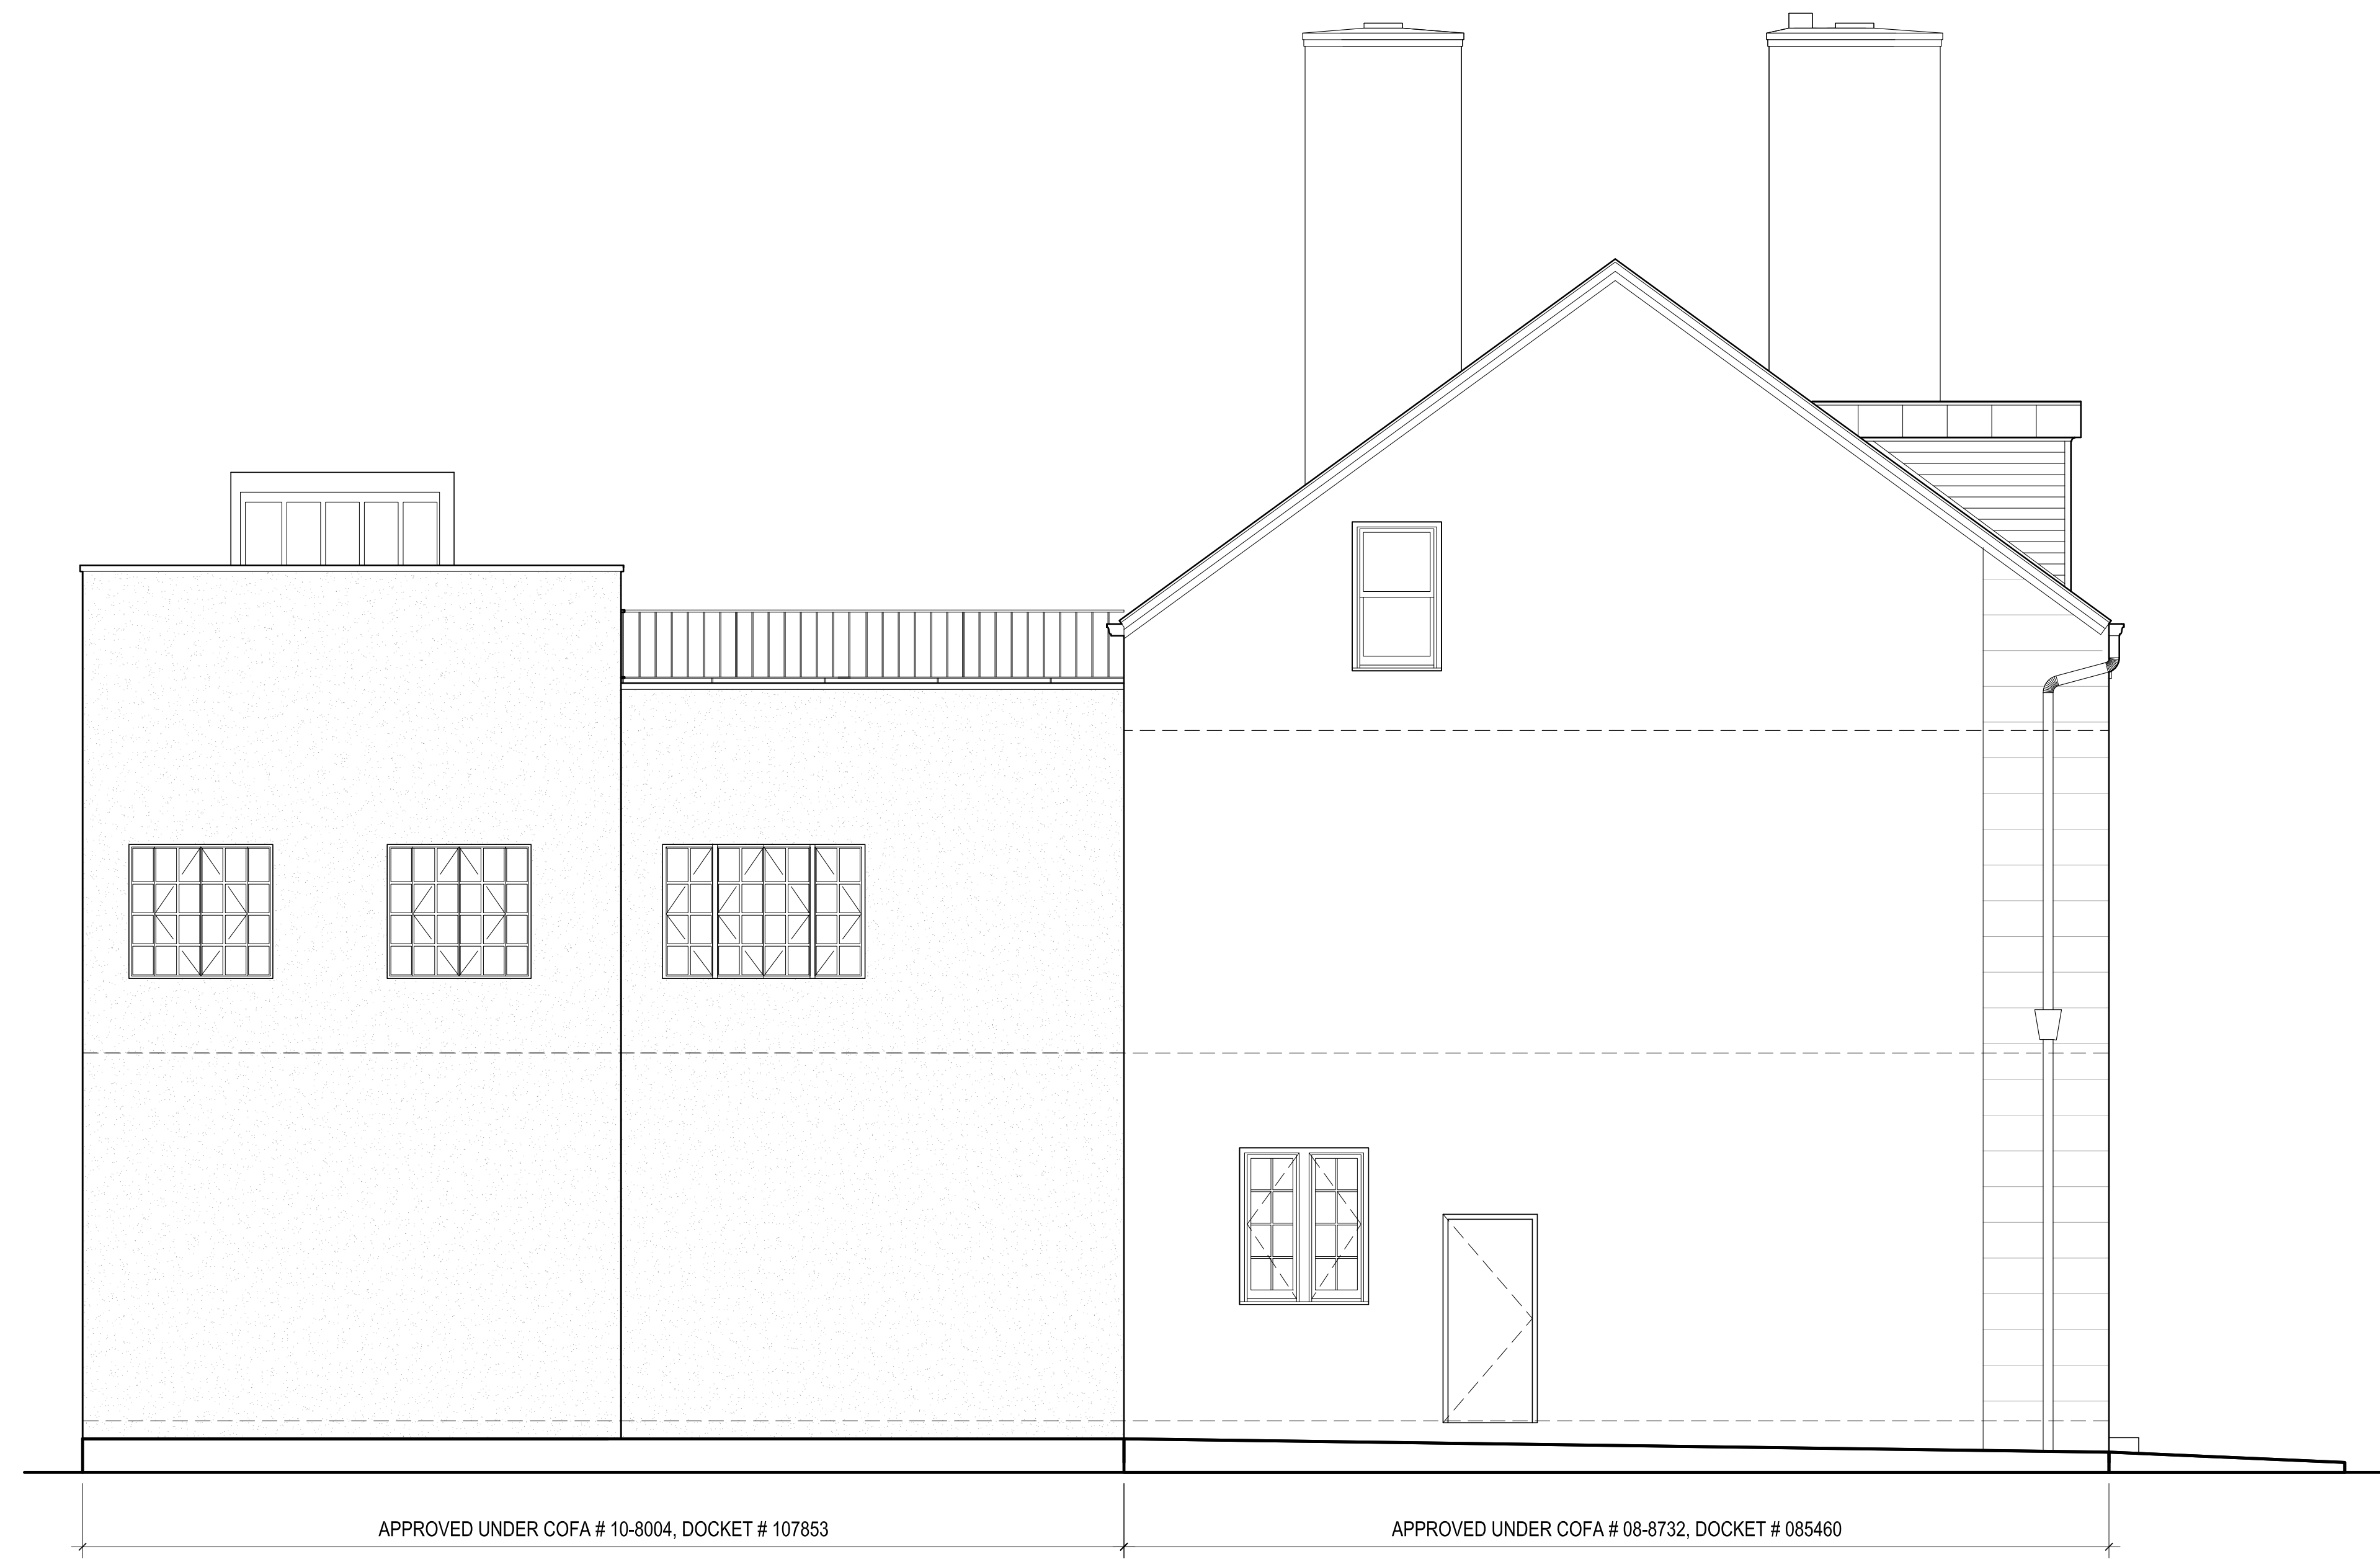 APPROVED UNDER COFA # 10-8004, DOCKET # 107853
APPROVED UNDER COFA # 08-8732, DOCKET # 085460